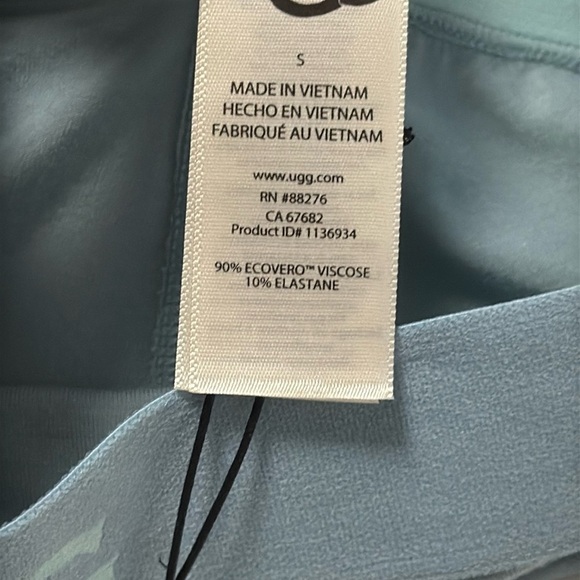 S
MADE IN VIETNAM
HECHO EN VIETNAM
FABRIQUÉ AU VIETNAM
www.ugg.com
RN #88276
CA 67682
Product ID# 1136934
90% ECOVERO™ VISCOSE
10% ELASTANE